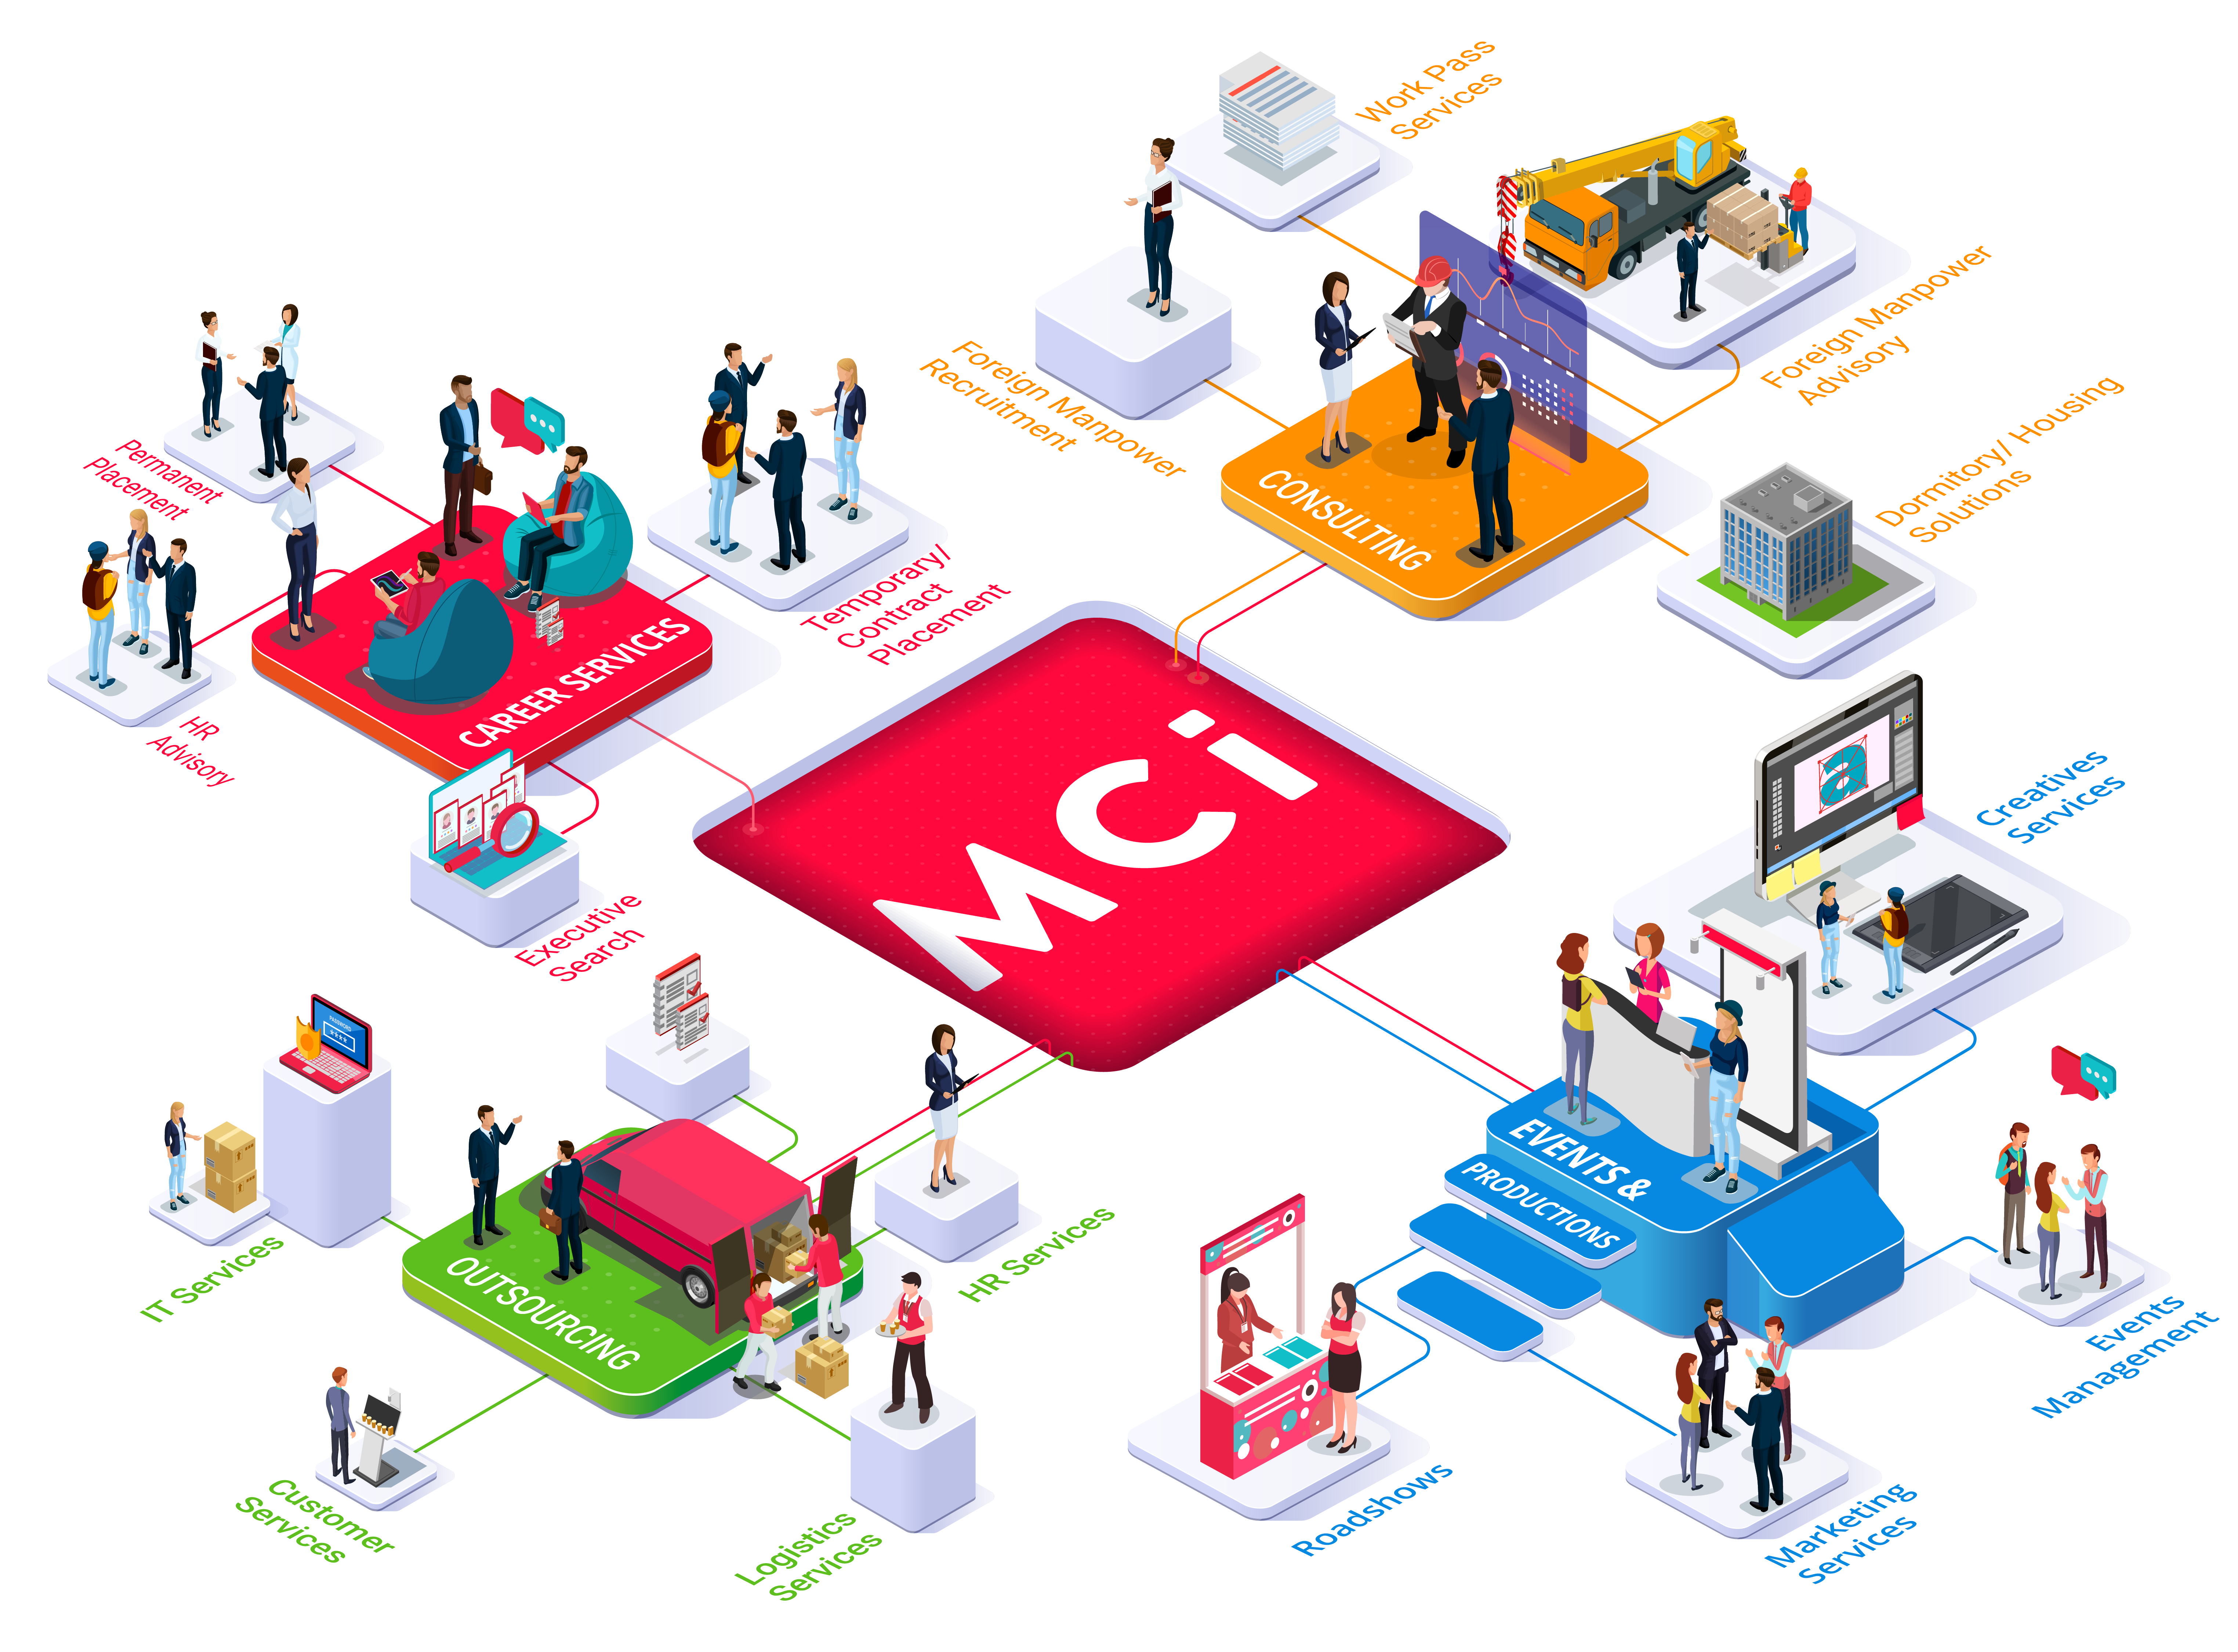 Work Pass
Services
Foreign Manpower
Advisory
Foreign Manpower
Recruitment
Dormitory/ Housing
Solutions
CONSULTING
Permanent
Placement
HR
Advisory
Temporary/
Contract
Placement
CAREER SERVICES
Executive
Search
MCi
Creatives
Services
a
EVENTS &
PRODUCTIONS
Events
Management
Roadshows
Marketing
Services
PASSWORD
****
IT Services
OUTSOURCING
HR Services
Customer
Services
Logistics
Services